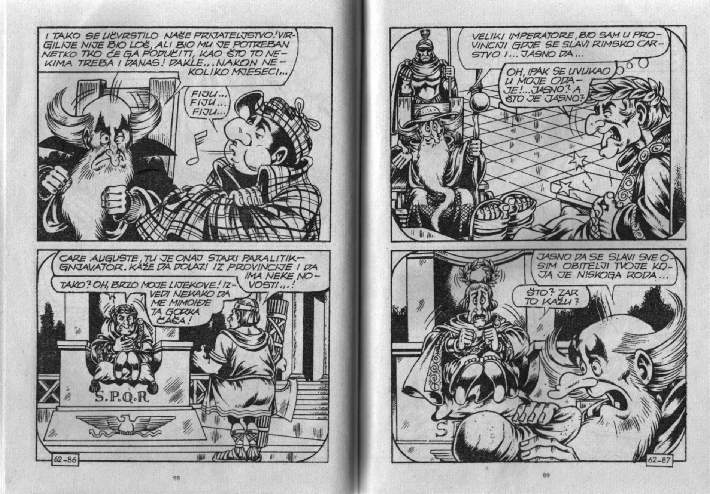 I TAKO SE UČVRSTILO NAŠE PRIJATELJSTVO! VIR-
GILIJE NIJE BIO LOŠ, ALI BIO MU JE POTREBAN
NETKO TKO ĆE GA PODUČITI, KAO ŠTO TO NE-
KIMA TREBA I DANAS! DAKLE,.. NAKON NE-
KOLIKO MJESECI...
FIJU...
FIJU...
FIJU...
CARE AUGUSTE, TU JE ONAJ STARI PARALITIK-
GNJAVATOR. KAŽE DA DOLAZI IZ PROVINCIJE I DA
IMA NEKE NO-
VOSTI...!
TAKO? OH, BRZO MOJE LIJEKOVE! IZ-
VEDI NEKAKO DA
ME MIMOIĐE
TA GORKA
ČAŠA!
S.P.Q.R
62-86
VELIKI IMPERATORE, BIO SAM U PRO-
VINCIJI GDJE SE SLAVI RIMSKO CAR-
STVO I... JASNO DA...
OH, IPAK SE UVUKAO
U MOJE ODA-
JE!...JASNO? A
ŠTO JE JASNO?
JASNO DA SE SLAVI SVE O-
SIM OBITELJI TVOJE KO-
JA JE NISKOGA RODA...
ŠTO? ZAR
TO KAŽU?
S
62-87